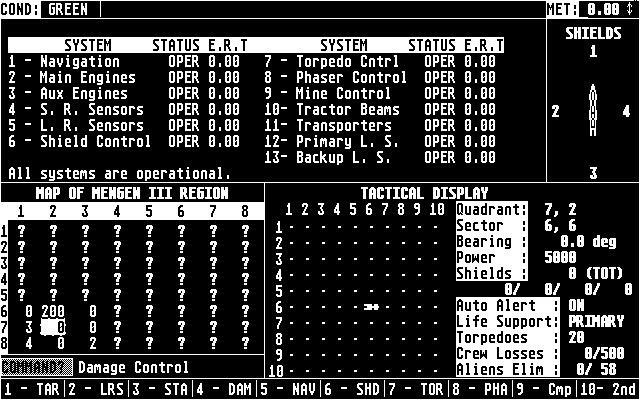 COND: GREEN MET: 0.00 ↕
SHIELDS
1
2 4
3
SYSTEM STATUS E.R.T SYSTEM STATUS E.R.T
1 - Navigation OPER 0.00 7 - Torpedo Cntrl OPER 0.00
2 - Main Engines OPER 0.00 8 - Phaser Control OPER 0.00
3 - Aux Engines OPER 0.00 9 - Mine Control OPER 0.00
4 - S. R. Sensors OPER 0.00 10- Tractor Beams OPER 0.00
5 - L. R. Sensors OPER 0.00 11- Transporters OPER 0.00
6 - Shield Control OPER 0.00 12- Primary L. S. OPER 0.00
13- Backup L. S. OPER 0.00
All systems are operational.
MAP OF MENGEN III REGION
1 2 3 4 5 6 7 8
1 ? ? ? ? ? ? ? ?
2 ? ? ? ? ? ? ? ?
3 ? ? ? ? ? ? ? ?
4 ? ? ? ? ? ? ? ?
5 ? ? ? ? ? ? ? ?
6 0 200 0 ? ? ? ? ?
7 3 0 0 ? ? ? ? ?
8 4 0 2 ? ? ? ? ?
TACTICAL DISPLAY
1 2 3 4 5 6 7 8 9 10
1 - - - - - - - - - -
2 - - - - - - - - - -
3 - - - - - - - - - -
4 - - - - - - - - - -
5 - - - - - - - - - -
6 - - - - - - - - -
7 - - - - - - - - - -
8 - - - - - - - - - -
9 - - - - - - - - - -
10 - - - - - - - - - -
Quadrant: 7, 2
Sector : 6, 6
Bearing : 0.0 deg
Power : 5000
Shields : 0 (TOT)
0/ 0/ 0/ 0
Auto Alert : ON
Life Support: PRIMARY
Torpedoes : 20
Crew Losses : 0/500
Aliens Elim : 0/ 58
COMMAND? Damage Control
1 - TAR 2 - LRS 3 - STA 4 - DAM 5 - NAV 6 - SHD 7 - TOR 8 - PHA 9 - Cmp 10- 2nd